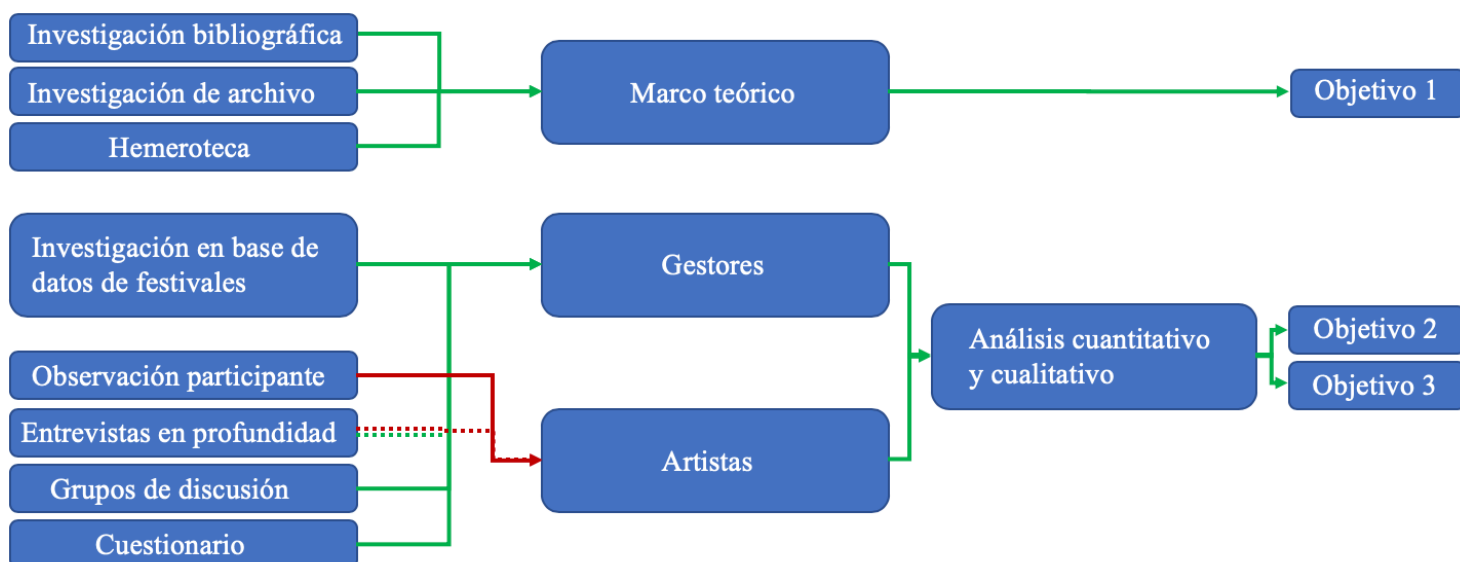 Investigación bibliográfica
Investigación de archivo
Hemeroteca
Marco teórico
Objetivo 1
Investigación en base de
datos de festivales
Observación participante
Entrevistas en profundidad
Grupos de discusión
Cuestionario
Gestores
Artistas
Análisis cuantitativo
y cualitativo
Objetivo 2
Objetivo 3